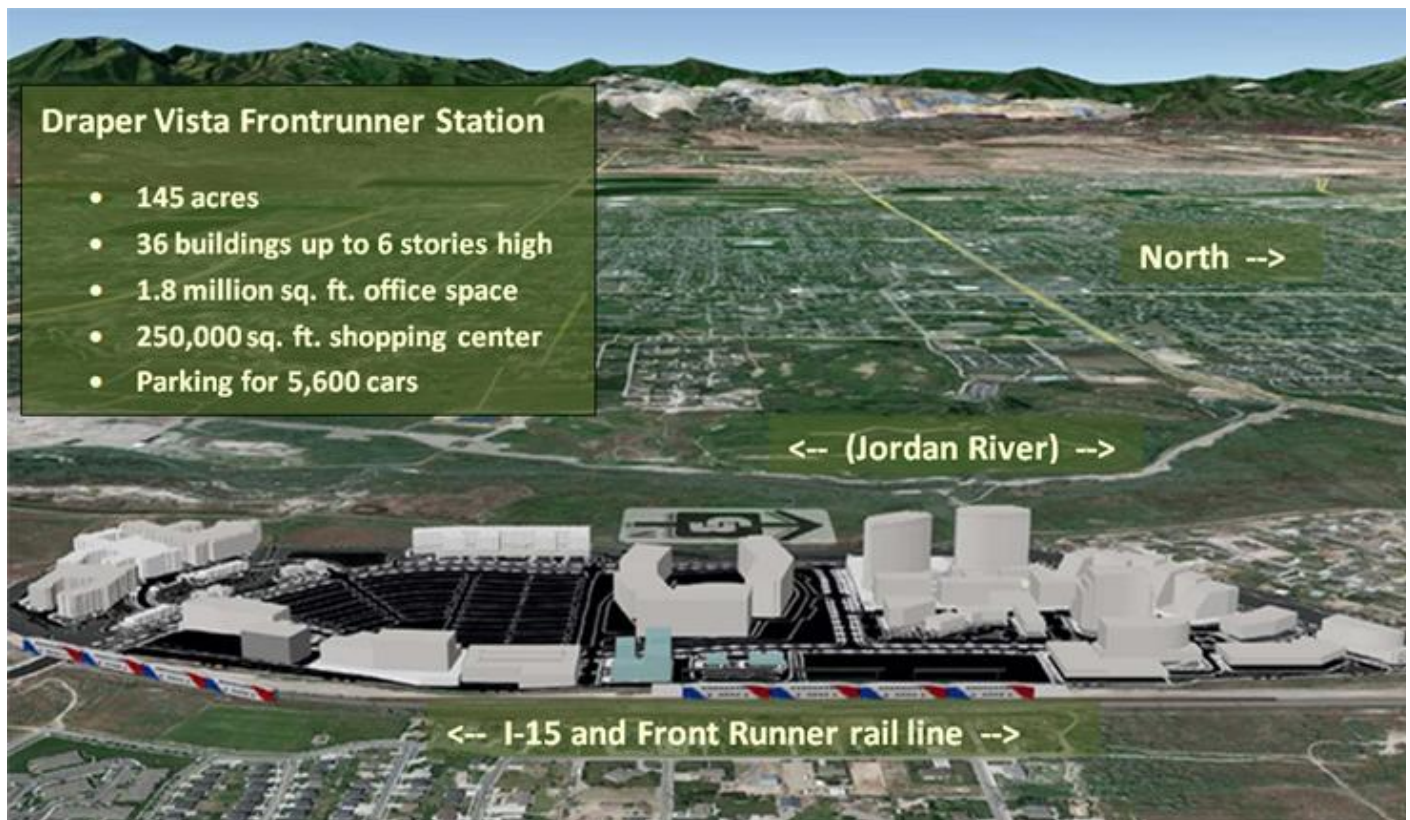 Draper Vista Frontrunner Station
• 145 acres
• 36 buildings up to 6 stories high
• 1.8 million sq. ft. office space
• 250,000 sq. ft. shopping center
• Parking for 5,600 cars
North -->
<-- (Jordan River) -->
<-- I-15 and Front Runner rail line -->